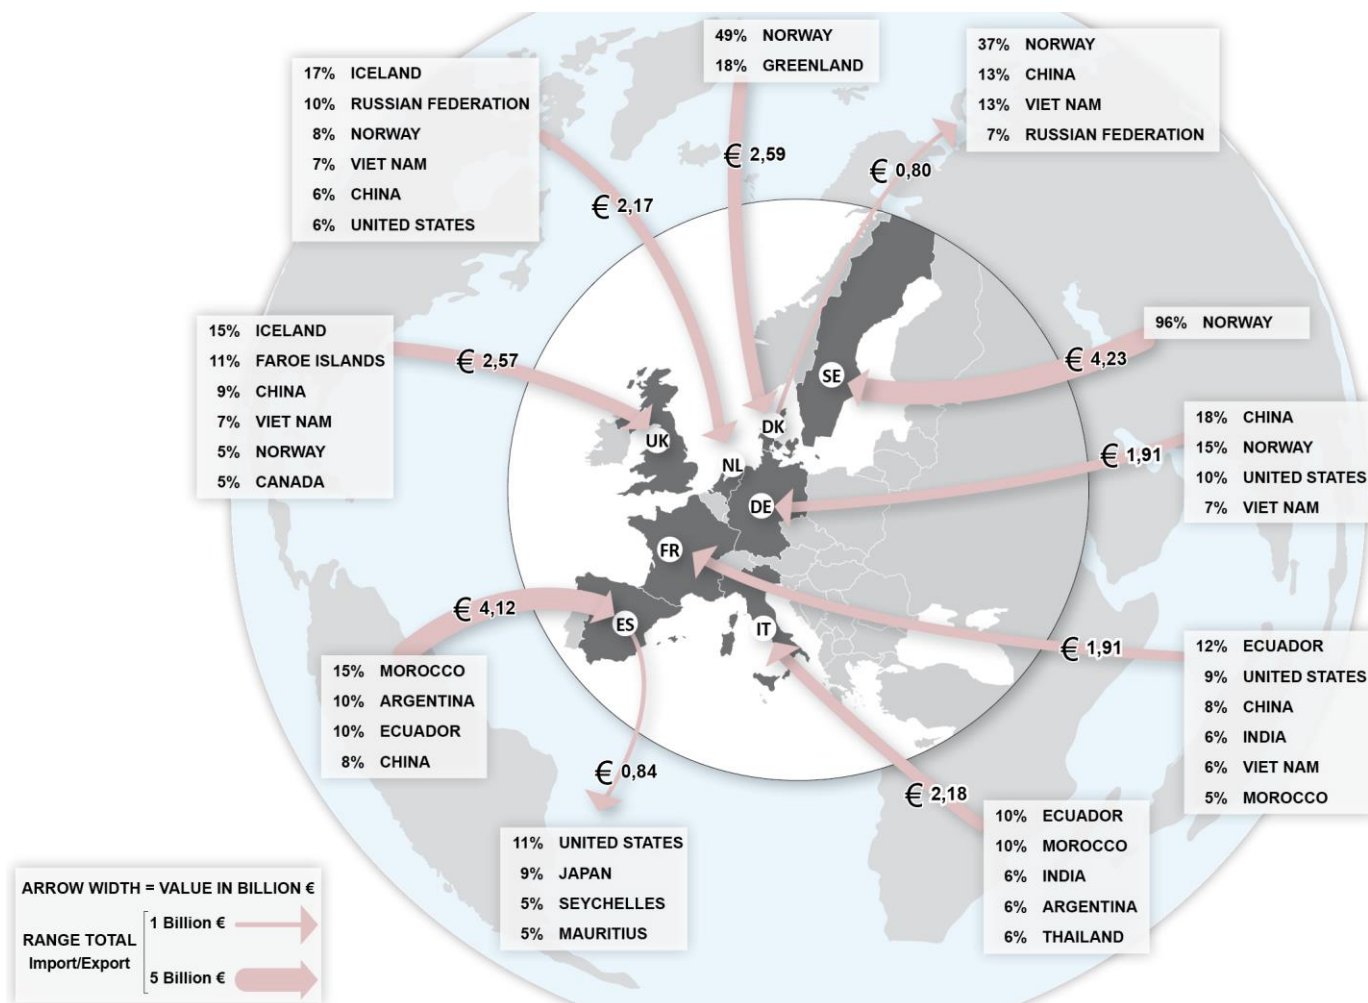 49% NORWAY
18% GREENLAND
37% NORWAY
13% CHINA
13% VIET NAM
7% RUSSIAN FEDERATION
17% ICELAND
10% RUSSIAN FEDERATION
8% NORWAY
7% VIET NAM
6% CHINA
6% UNITED STATES
€ 2,59
€ 0,80
€ 2,17
15% ICELAND
11% FAROE ISLANDS
9% CHINA
7% VIET NAM
5% NORWAY
5% CANADA
€ 2,57
96% NORWAY
€ 4,23
SE
DK
UK
NL
DE
FR
ES
IT
18% CHINA
15% NORWAY
10% UNITED STATES
7% VIET NAM
€ 1,91
€ 4,12
15% MOROCCO
10% ARGENTINA
10% ECUADOR
8% CHINA
€ 1,91
12% ECUADOR
9% UNITED STATES
8% CHINA
6% INDIA
6% VIET NAM
5% MOROCCO
€ 0,84
€ 2,18
11% UNITED STATES
9% JAPAN
5% SEYCHELLES
5% MAURITIUS
10% ECUADOR
10% MOROCCO
6% INDIA
6% ARGENTINA
6% THAILAND
ARROW WIDTH = VALUE IN BILLION €
RANGE TOTAL
Import/Export
1 Billion €
5 Billion €